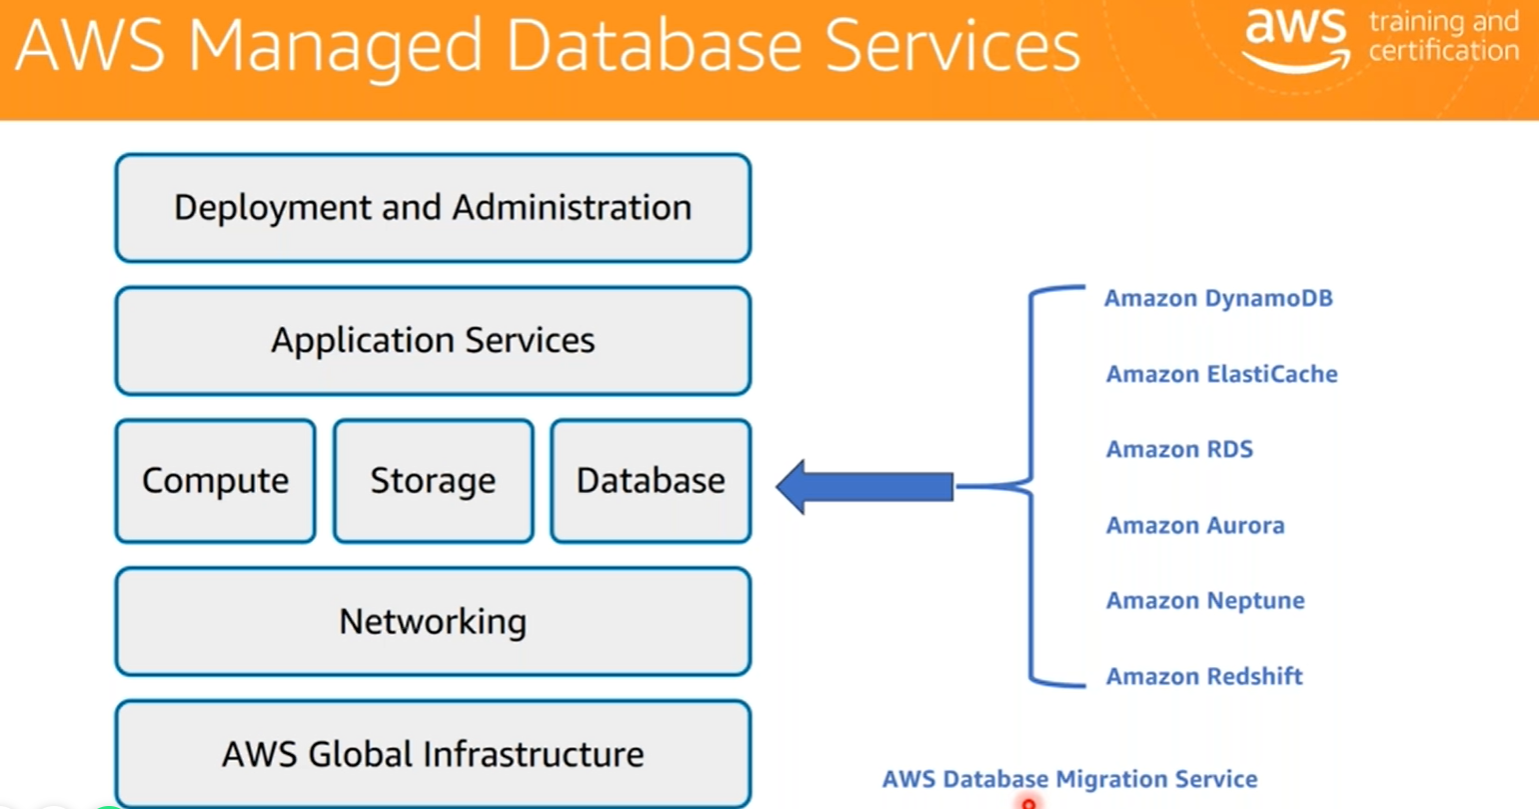 AWS Managed Database Services
aws training and
certification
Deployment and Administration
Application Services
Compute
Storage
Database
Networking
AWS Global Infrastructure
Amazon DynamoDB
Amazon ElastiCache
Amazon RDS
Amazon Aurora
Amazon Neptune
Amazon Redshift
AWS Database Migration Service